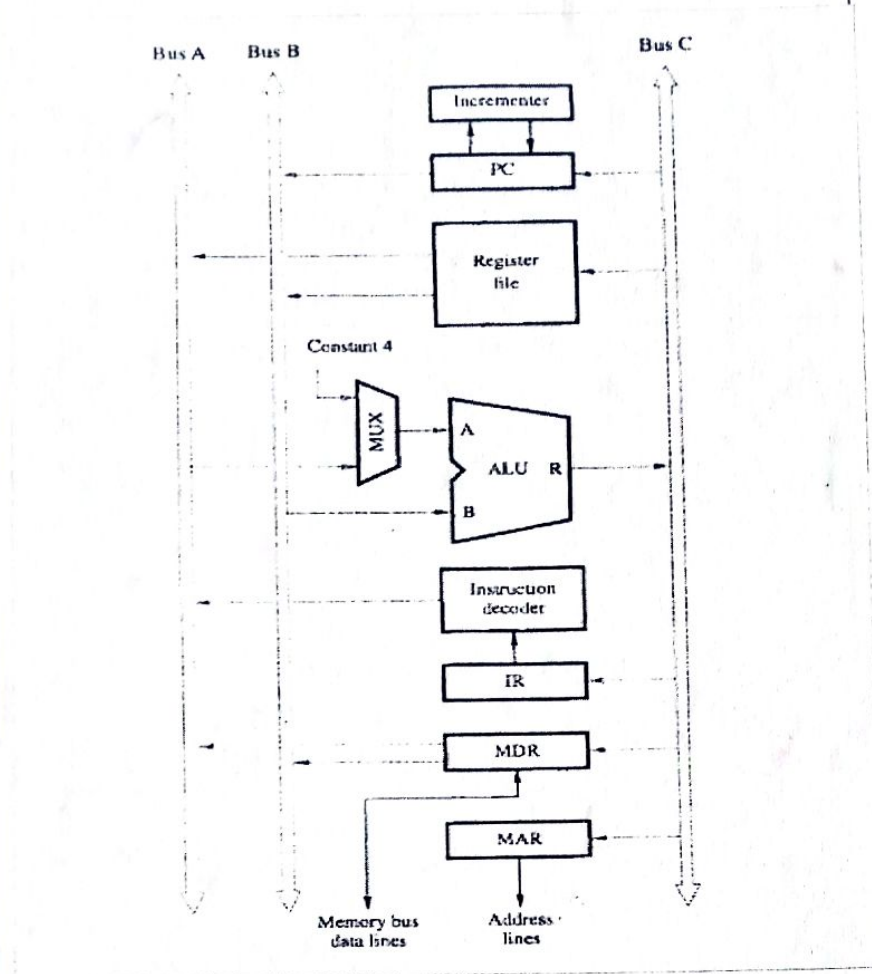 Bus A
Bus B
Bus C
Incrementer
PC
Register
file
Constant 4
MUX
A
ALU
R
B
Instruction
decoder
IR
MDR
MAR
Memory bus
data lines
Address
lines